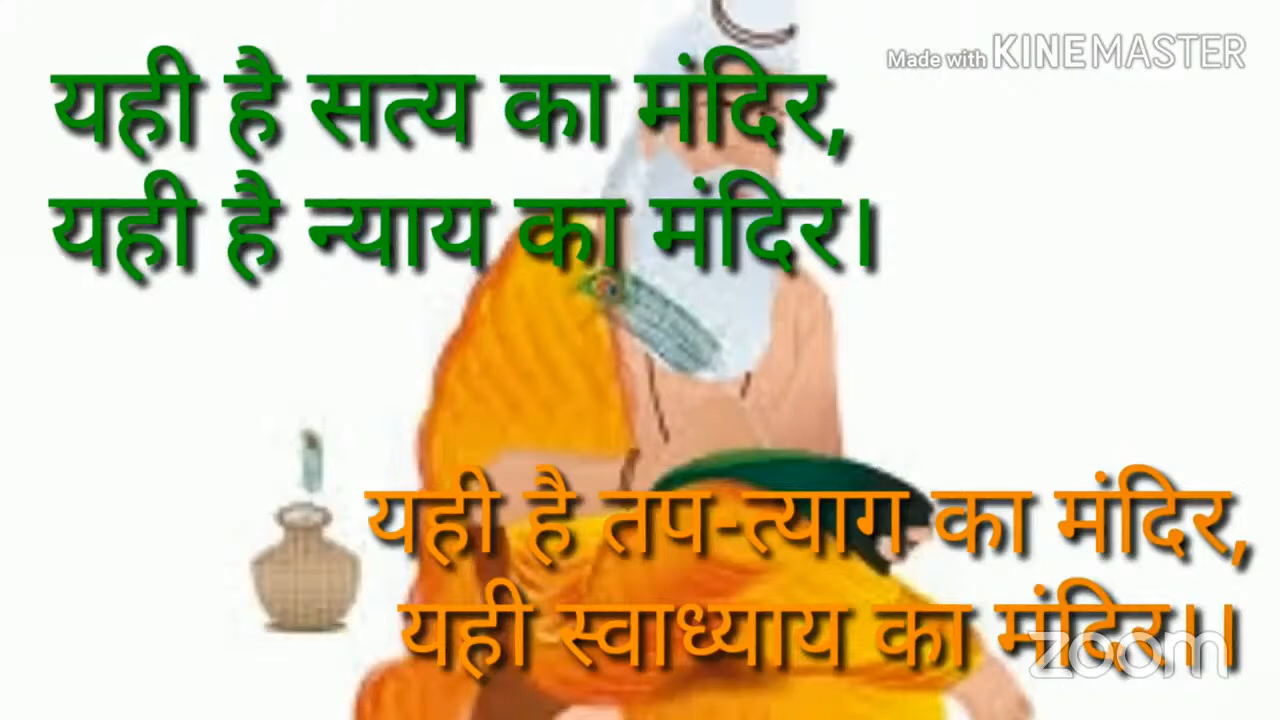 Made with KINEMASTER
यही है सत्य का मंदिर,
यही है न्याय का मंदिर।
यही है तप-त्याग का मंदिर,
यही स्वाध्याय का मंदिर।।
zoom